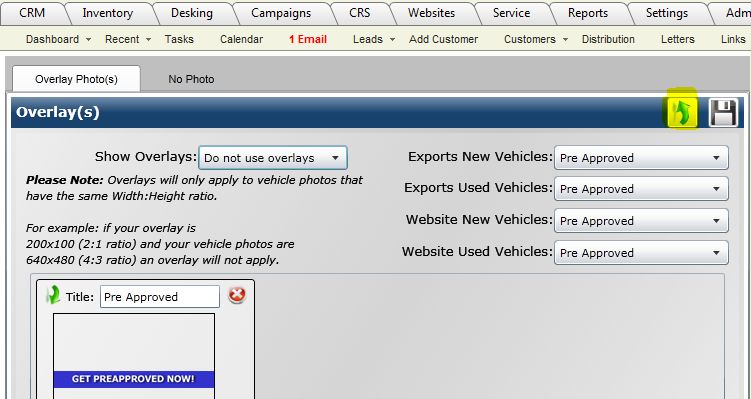 CRM Inventory Desking Campaigns CRS Websites Service Reports Settings Adm
Dashboard Recent Tasks Calendar 1 Email Leads Add Customer Customers Distribution Letters Links
Overlay Photo(s) No Photo
Overlay(s)
Show Overlays: Do not use overlays
Please Note: Overlays will only apply to vehicle photos that
have the same Width:Height ratio.
For example: if your overlay is
200x100 (2:1 ratio) and your vehicle photos are
640x480 (4:3 ratio) an overlay will not apply.
Exports New Vehicles: Pre Approved
Exports Used Vehicles: Pre Approved
Website New Vehicles: Pre Approved
Website Used Vehicles: Pre Approved
Title: Pre Approved
GET PREAPPROVED NOW!